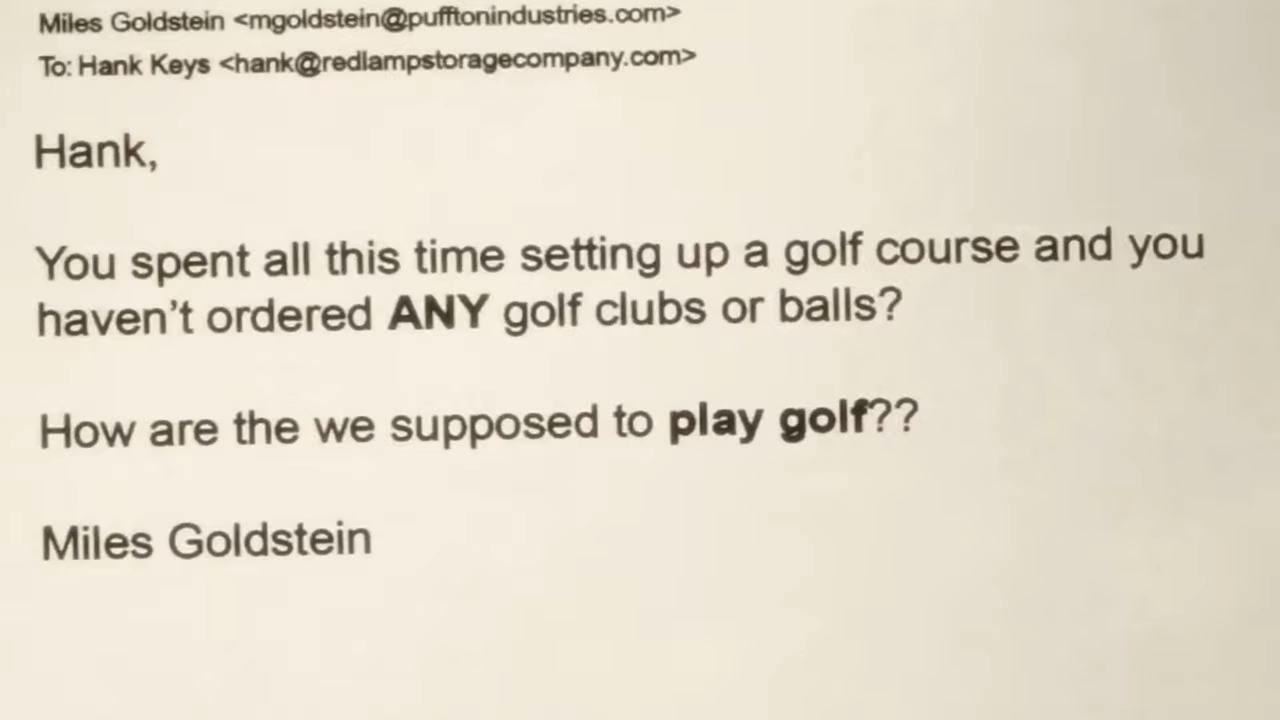 Miles Goldstein <mgoldstein@pufftonindustries.com>
To: Hank Keys <hank@redlampstoragecompany.com>
Hank,
You spent all this time setting up a golf course and you
haven’t ordered ANY golf clubs or balls?
How are the we supposed to play golf??
Miles Goldstein